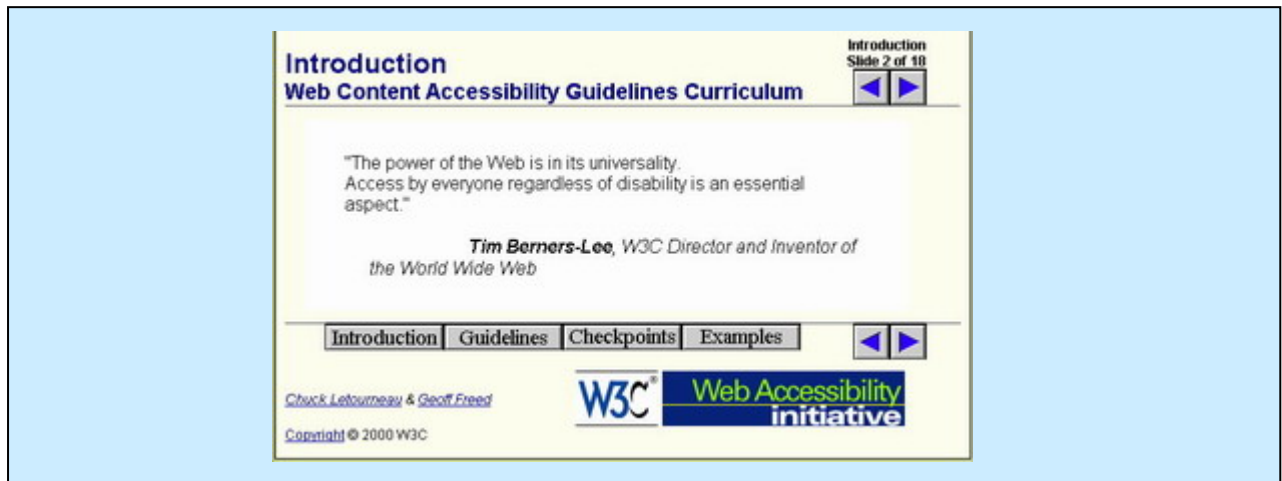 Introduction
Web Content Accessibility Guidelines Curriculum
Introduction
Slide 2 of 18
"The power of the Web is in its universality.
Access by everyone regardless of disability is an essential
aspect."
Tim Berners-Lee, W3C Director and Inventor of
the World Wide Web
Introduction Guidelines Checkpoints Examples
Chuck Letourneau & Geoff Freed
W3C® Web Accessibility
initiative
Copyright © 2000 W3C